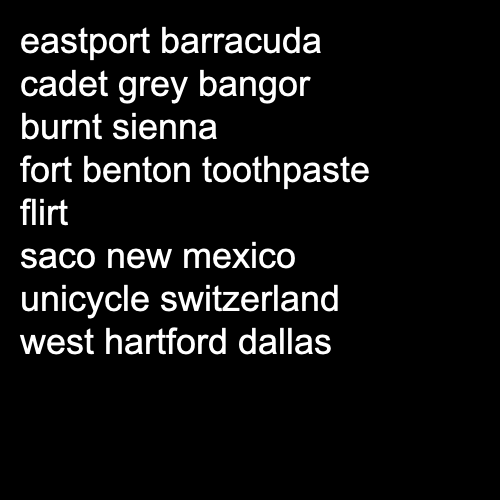 eastport barracuda
cadet grey bangor
burnt sienna
fort benton toothpaste
flirt
saco new mexico
unicycle switzerland
west hartford dallas